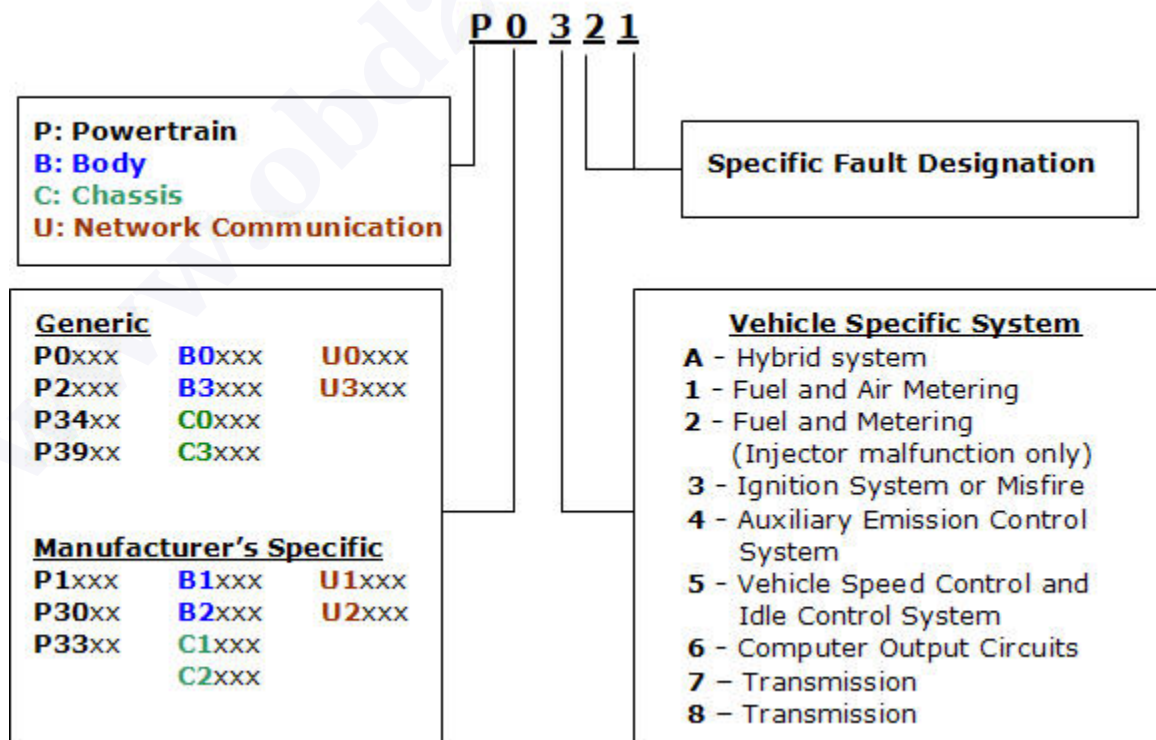 P 0 3 2 1
P: Powertrain
B: Body
C: Chassis
U: Network Communication
Specific Fault Designation
Generic
P0xxx B0xxx U0xxx
P2xxx B3xxx U3xxx
P34xx C0xxx
P39xx C3xxx
Manufacturer's Specific
P1xxx B1xxx U1xxx
P30xx B2xxx U2xxx
P33xx C1xxx
C2xxx
Vehicle Specific System
A - Hybrid system
1 - Fuel and Air Metering
2 - Fuel and Metering
(Injector malfunction only)
3 - Ignition System or Misfire
4 - Auxiliary Emission Control
System
5 - Vehicle Speed Control and
Idle Control System
6 - Computer Output Circuits
7 – Transmission
8 – Transmission